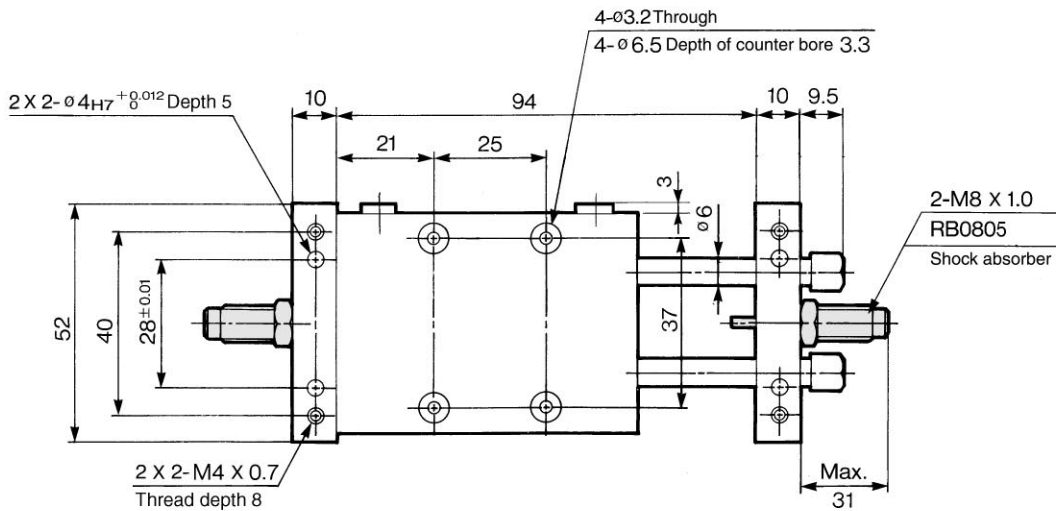 4-ø3.2 Through
4-ø6.5 Depth of counter bore 3.3
2 X 2-ø4H7 +0.012 0 Depth 5
10
94
10
9.5
21
25
3
ø6
2-M8 X 1.0
RB0805
Shock absorber
52
40
28±0.01
37
2 X 2-M4 X 0.7
Thread depth 8
Max.
31